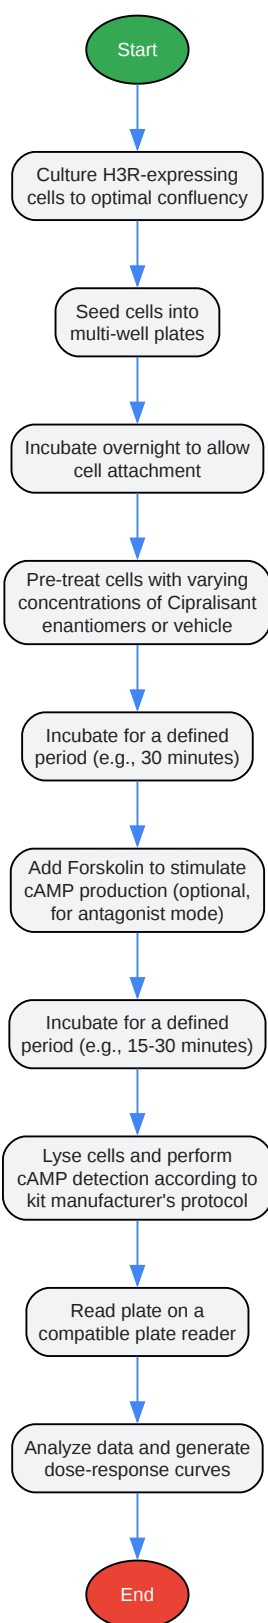 Start
Culture H3R-expressing
cells to optimal confluency
Seed cells into
multi-well plates
Incubate overnight to allow
cell attachment
Pre-treat cells with varying
concentrations of Cipralisant
enantiomers or vehicle
Incubate for a defined
period (e.g., 30 minutes)
Add Forskolin to stimulate
cAMP production (optional,
for antagonist mode)
Incubate for a defined
period (e.g., 15-30 minutes)
Lyse cells and perform
cAMP detection according to
kit manufacturer's protocol
Read plate on a
compatible plate reader
Analyze data and generate
dose-response curves
End